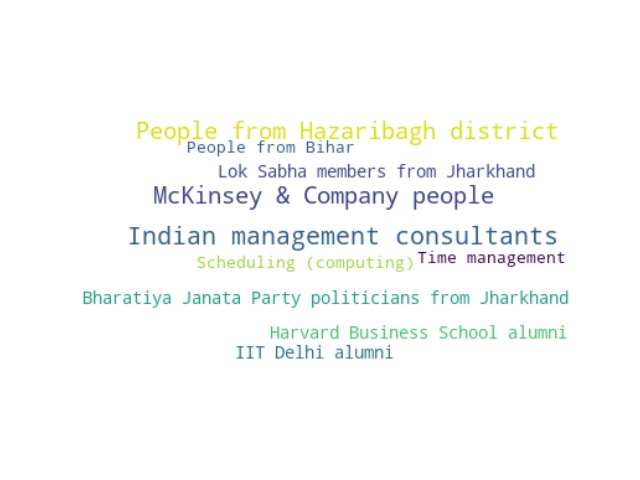 People from Hazaribagh district
People from Bihar
Lok Sabha members from Jharkhand
McKinsey & Company people
Indian management consultants
Scheduling (computing)
Time management
Bharatiya Janata Party politicians from Jharkhand
Harvard Business School alumni
IIT Delhi alumni